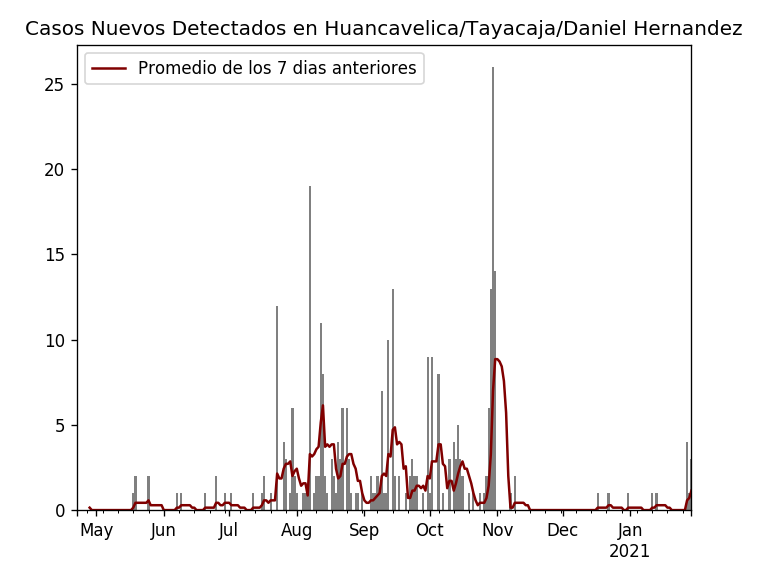 Casos Nuevos Detectados en Huancavelica/Tayacaja/Daniel Hernandez
Promedio de los 7 dias anteriores
25
20
15
10
5
0
May Jun Jul Aug Sep Oct Nov Dec Jan
2021